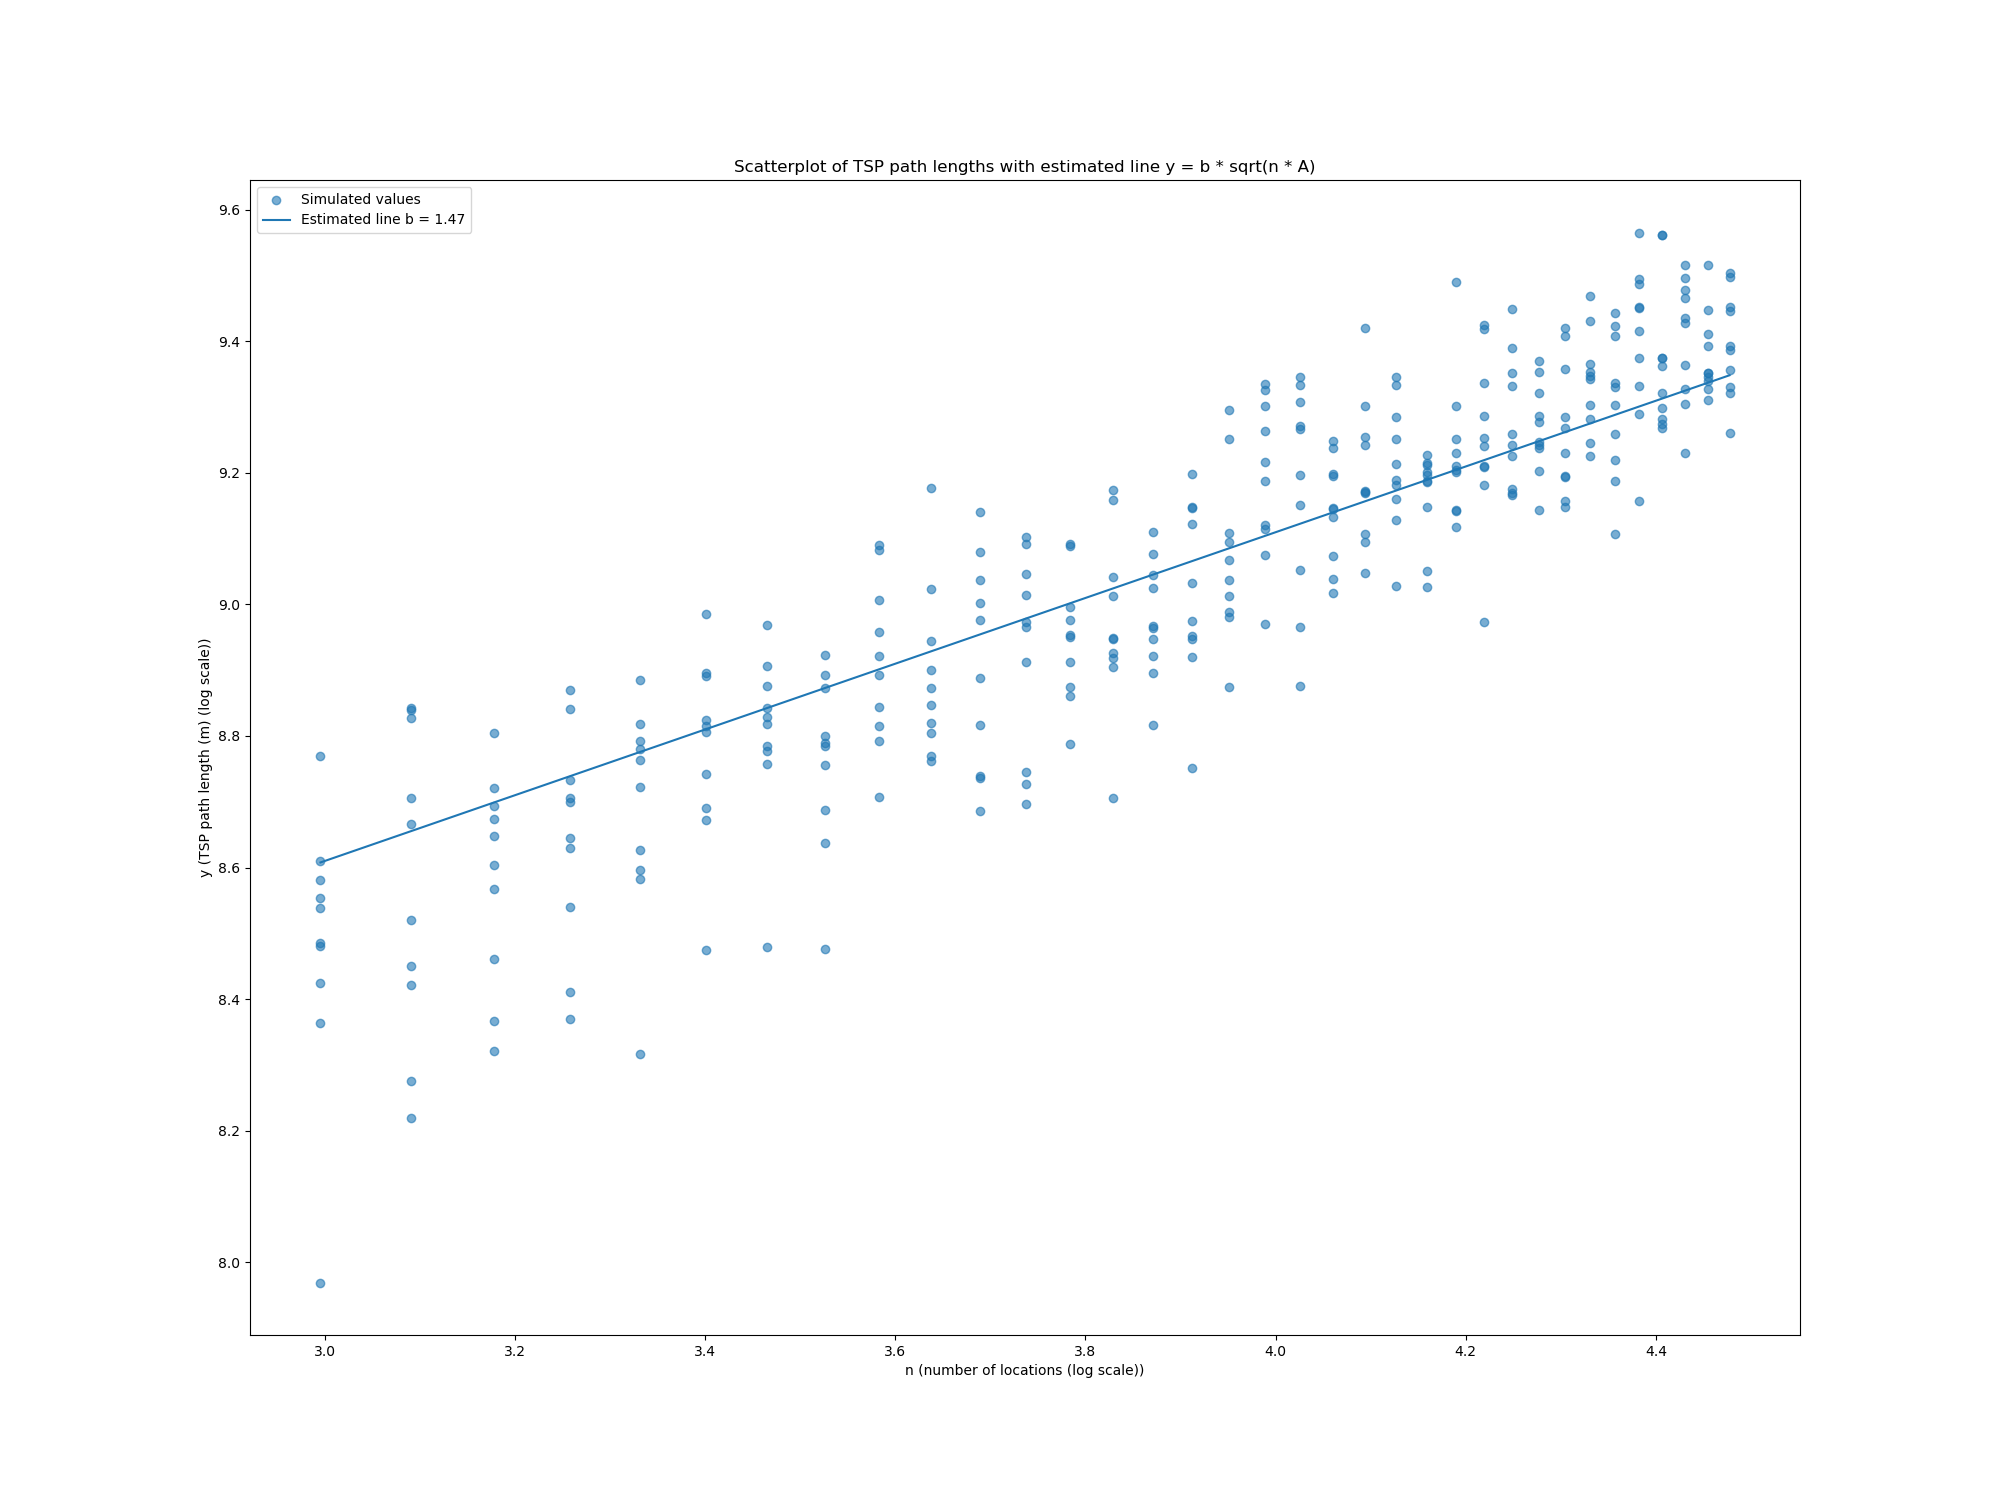 Scatterplot of TSP path lengths with estimated line y = b * sqrt(n * A)
Simulated values
Estimated line b = 1.47
9.6
9.4
9.2
9.0
8.8
8.6
8.4
8.2
8.0
y (TSP path length (m) (log scale))
3.0 3.2 3.4 3.6 3.8 4.0 4.2 4.4
n (number of locations (log scale))